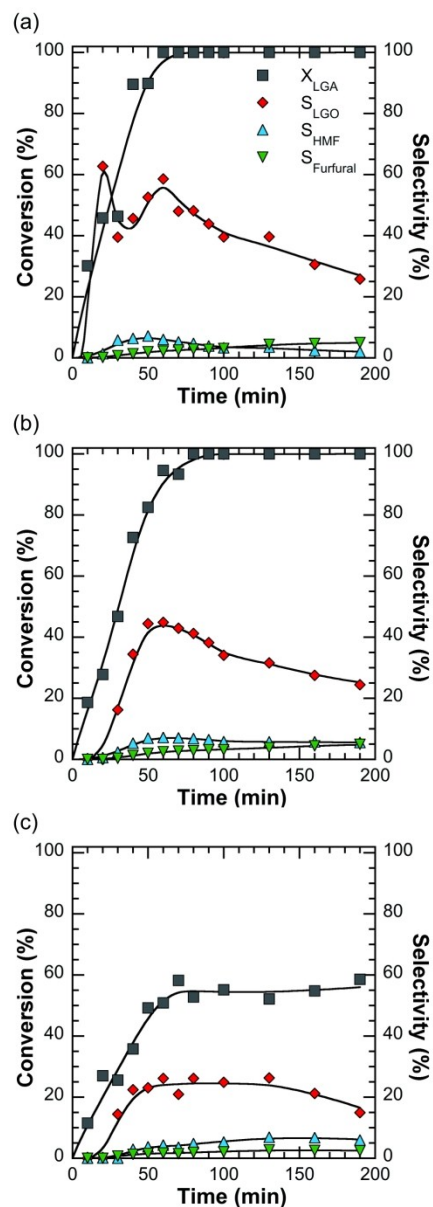 (a)
100 100
80 80
60 60
40 40
20 20
0 0
0 50 100 150 200
Conversion (%)
Selectivity (%)
Time (min)
X_LGA
S_LGO
S_HMF
S_Furfural
(b)
100 100
80 80
60 60
40 40
20 20
0 0
0 50 100 150 200
Conversion (%)
Selectivity (%)
Time (min)
(c)
100 100
80 80
60 60
40 40
20 20
0 0
0 50 100 150 200
Conversion (%)
Selectivity (%)
Time (min)